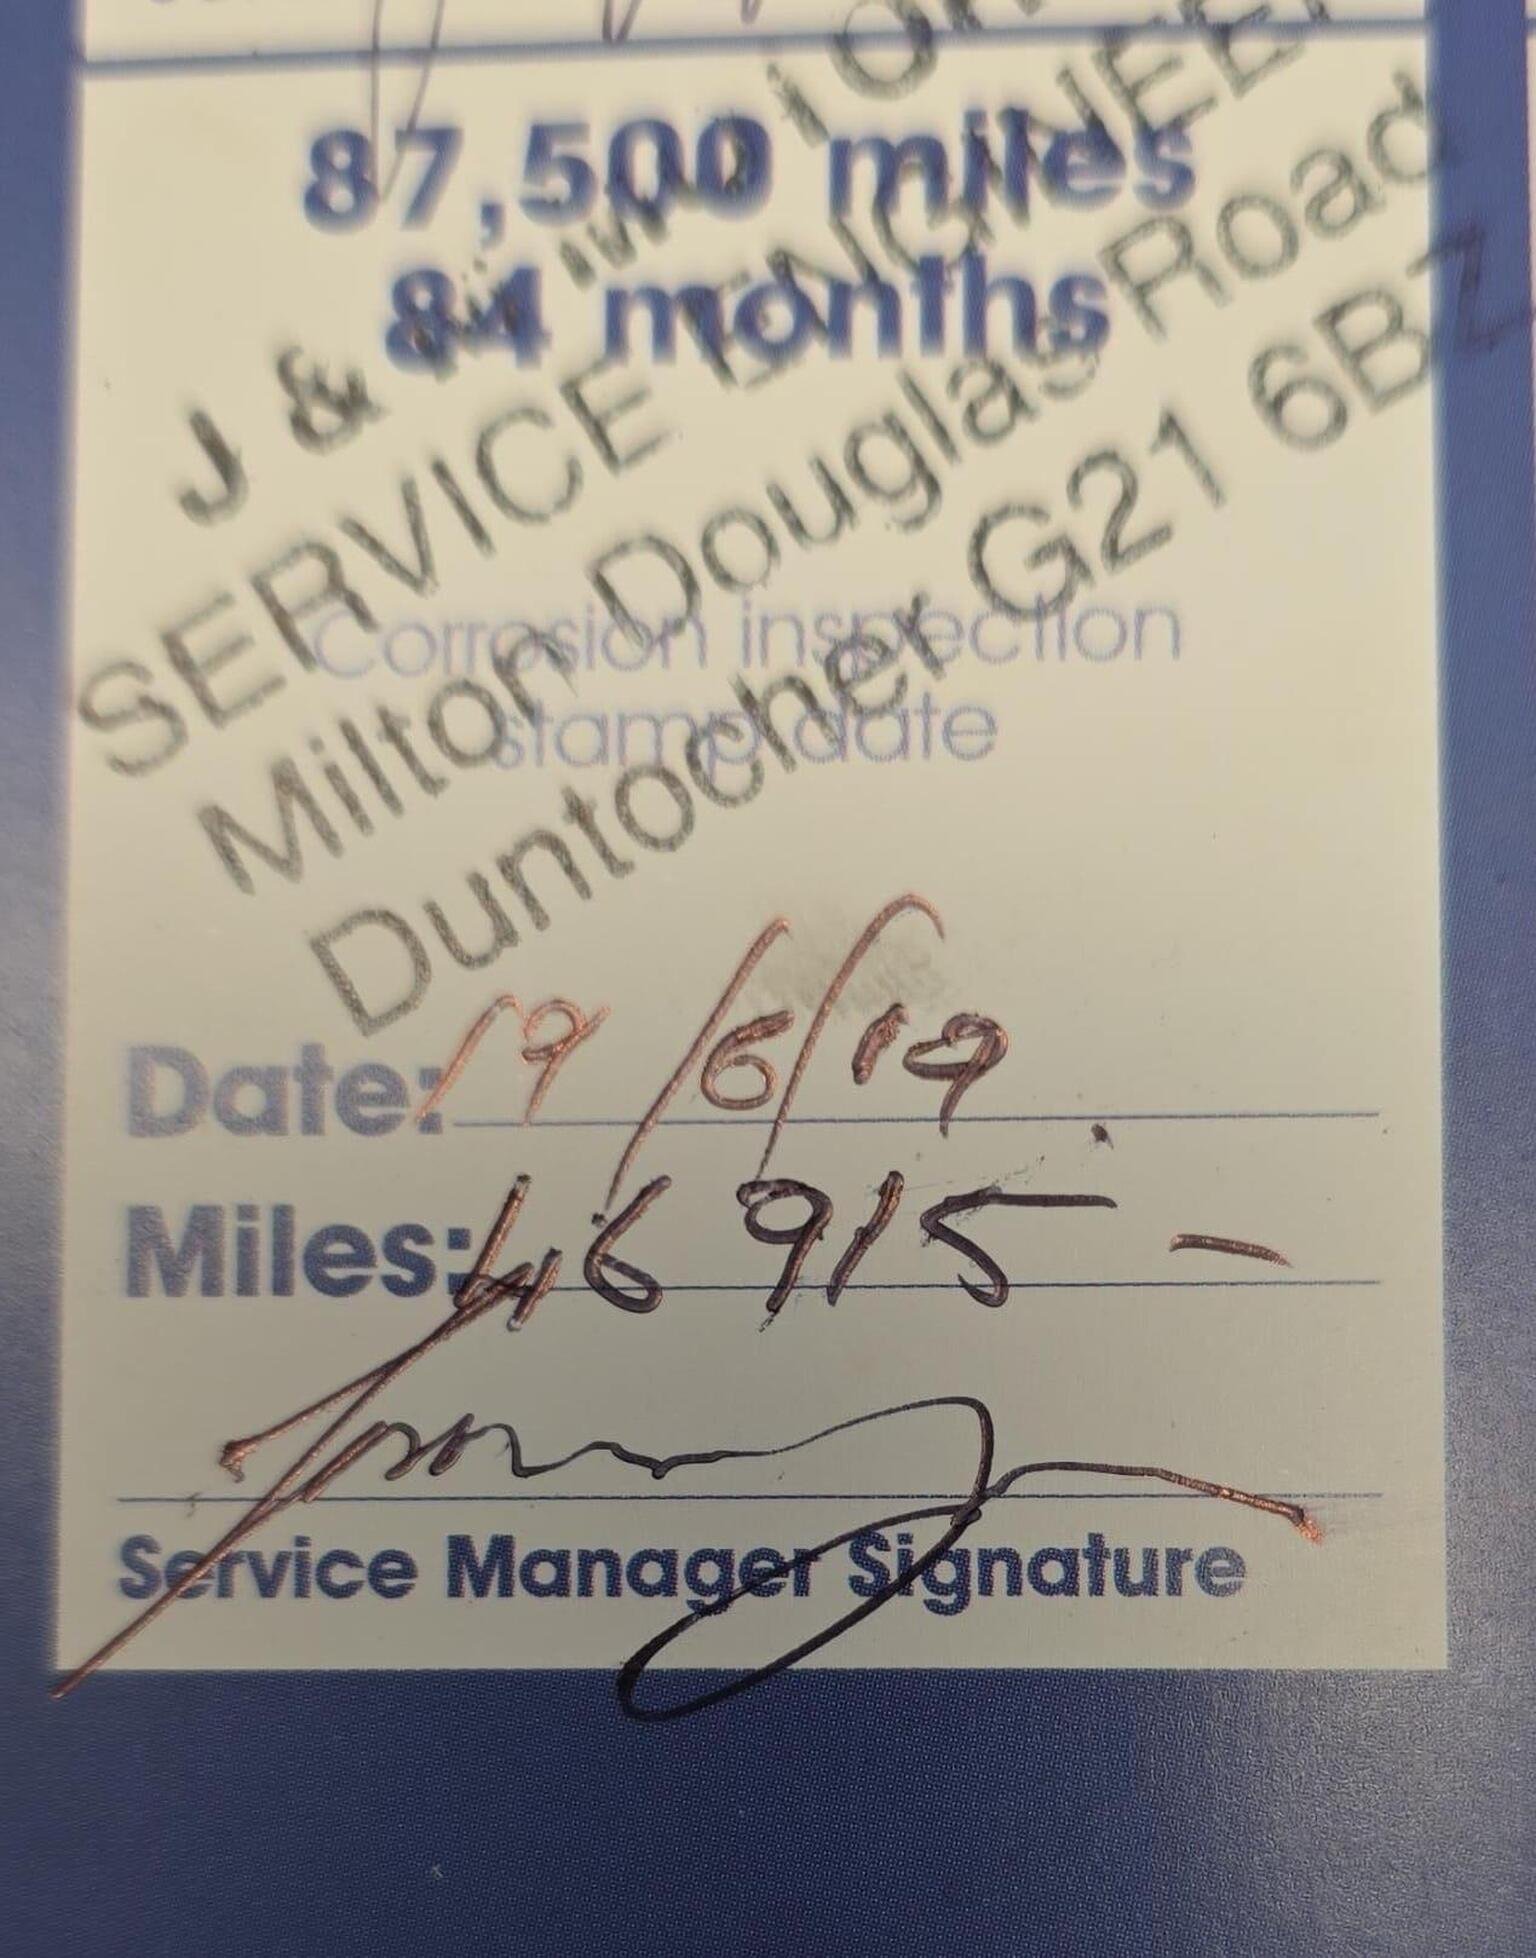 87,500 miles
84 months
J &
SERVICE ENGINEER
Milton Douglas Road
Duntocher G21 6BZ
Corrosion inspection
stamp date
Date: 19/6/19
Miles: 46915 -
Service Manager Signature